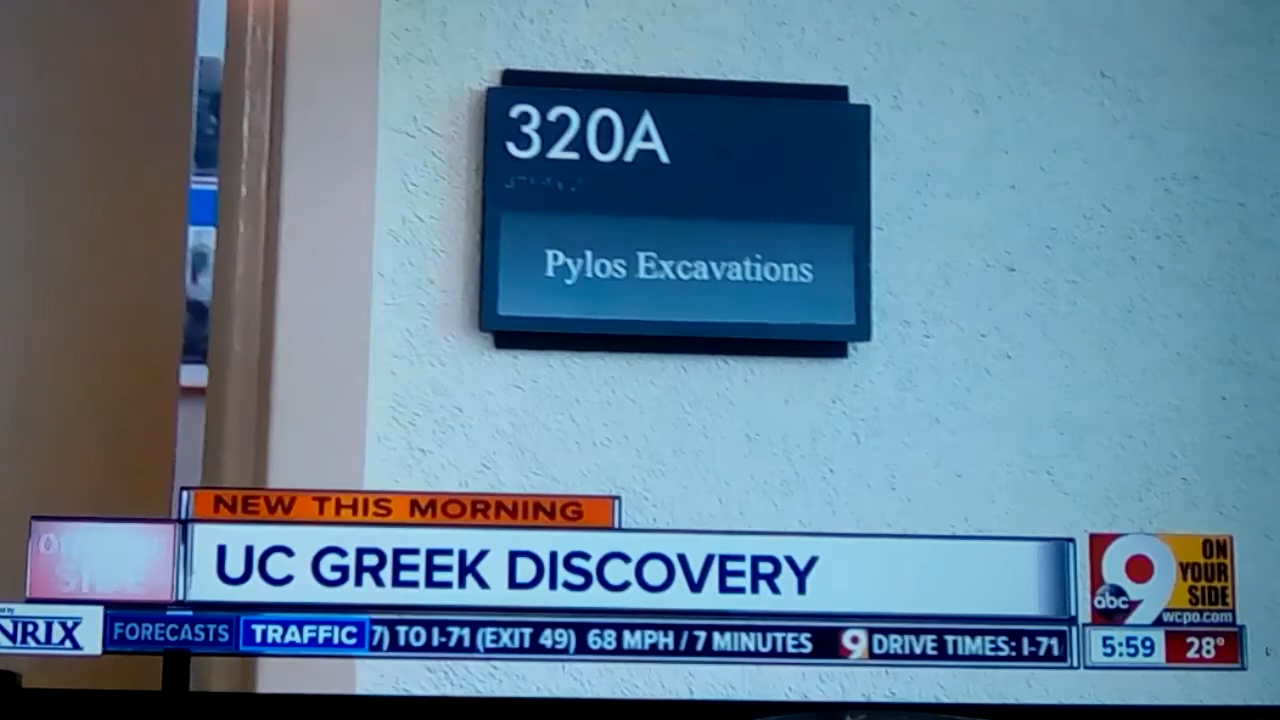 320A
Pylos Excavations
NEW THIS MORNING
UC GREEK DISCOVERY
abc 9 ON YOUR SIDE
wcpo.com
NRIX FORECASTS TRAFFIC 7) TO I-71 (EXIT 49) 68 MPH / 7 MINUTES 9 DRIVE TIMES: I-71
5:59 28°